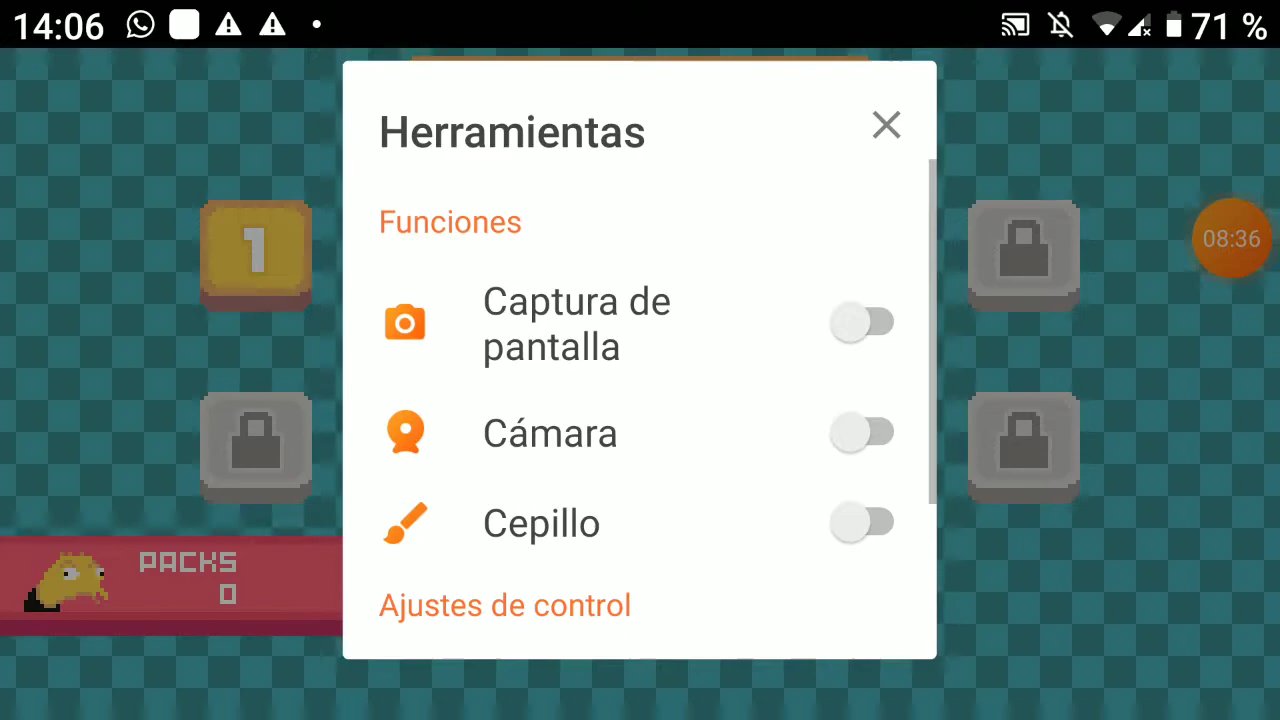 14:06
71 %
Herramientas
Funciones
1
08:36
Captura de
pantalla
Cámara
Cepillo
PACKS
0
Ajustes de control